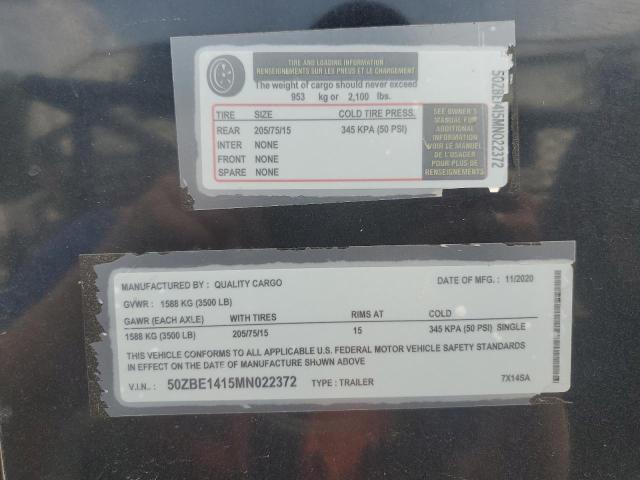 TIRE AND LOADING INFORMATION
RENSEIGNEMENTS SUR LES PNEUS ET LE CHARGEMENT
The weight of cargo should never exceed
953 kg or 2,100 lbs.
TIRE SIZE COLD TIRE PRESS.
REAR 205/75/15 345 KPA (50 PSI)
INTER NONE
FRONT NONE
SPARE NONE
SEE OWNER'S
MANUAL FOR
ADDITIONAL
INFORMATION
VOIR LE MANUEL
DE L'USAGER
POUR PLUS DE
RENSEIGNEMENTS
50ZBE1415MN022372
MANUFACTURED BY : QUALITY CARGO DATE OF MFG. : 11/2020
GVWR : 1588 KG (3500 LB)
GAWR (EACH AXLE) WITH TIRES RIMS AT COLD
1588 KG (3500 LB) 205/75/15 15 345 KPA (50 PSI) SINGLE
THIS VEHICLE CONFORMS TO ALL APPLICABLE U.S. FEDERAL MOTOR VEHICLE SAFETY STANDARDS
IN EFFECT ON THE DATE OF MANUFACTURE SHOWN ABOVE
V.I.N.: 50ZBE1415MN022372 TYPE : TRAILER 7X14SA